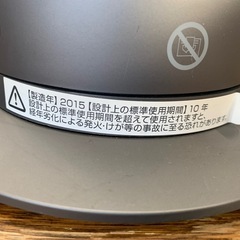 【製造年】2015【設計上の標準使用期間】10年
設計上の標準使用期間を超えて使用されますと、
経年劣化による発火・けが等の事故に至る恐れがあります。